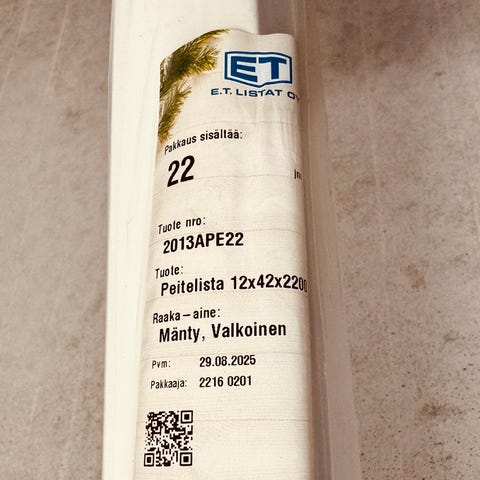 ET
E.T. LISTAT OY
Pakkaus sisältää:
22
Tuote nro:
2013APE22
Tuote:
Peitelista 12x42x2200
Raaka-aine:
Mänty, Valkoinen
Pvm: 29.08.2025
Pakkaaja: 2216 0201